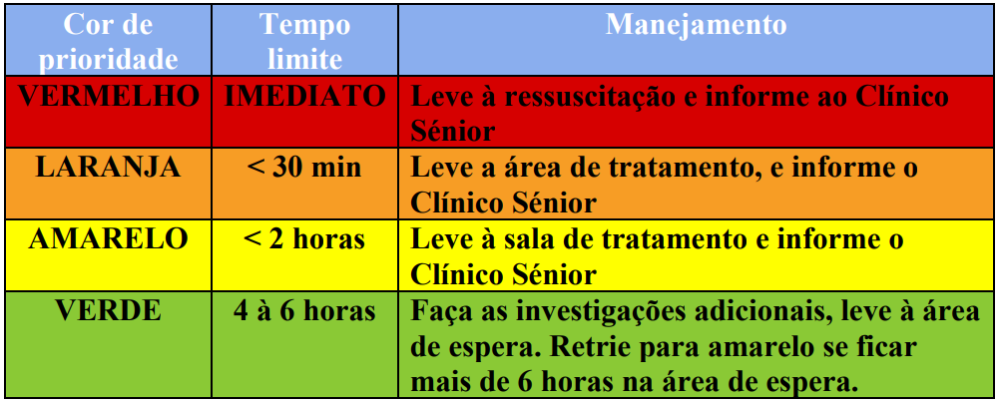 Cor de prioridade Tempo limite Manejamento
VERMELHO IMEDIATO Leve à ressuscitação e informe ao Clínico
Sénior
LARANJA < 30 min Leve a área de tratamento, e informe o
Clínico Sénior
AMARELO < 2 horas Leve à sala de tratamento e informe o
Clínico Sénior
VERDE 4 à 6 horas Faça as investigações adicionais, leve à área
de espera. Retrie para amarelo se ficar
mais de 6 horas na área de espera.